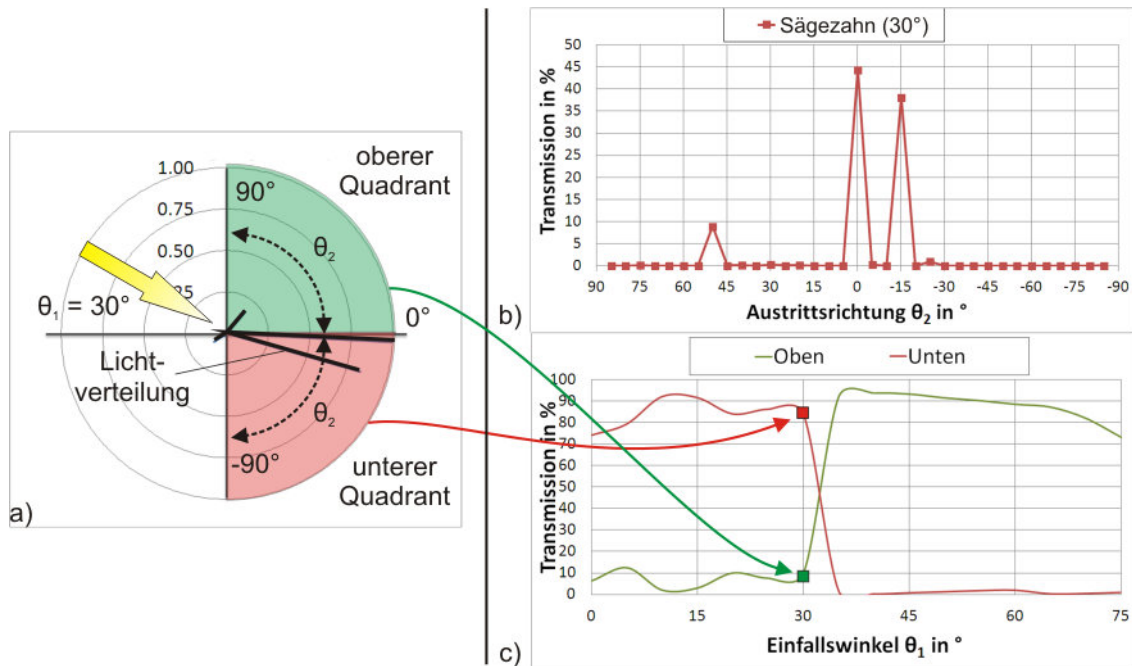 oberer
Quadrant
1.00
90°
0.75
0.50
θ₂
.25
θ₁ = 30°
0°
Licht-
verteilung
θ₂
-90°
unterer
Quadrant
a)
Sägezahn (30°)
Transmission in %
50
45
40
35
30
25
20
15
10
5
0
90 75 60 45 30 15 0 -15 -30 -45 -60 -75 -90
Austrittsrichtung θ₂ in °
b)
Oben Unten
Transmission in %
100
90
80
70
60
50
40
30
20
10
0
0 15 30 45 60 75
Einfallswinkel θ₁ in °
c)